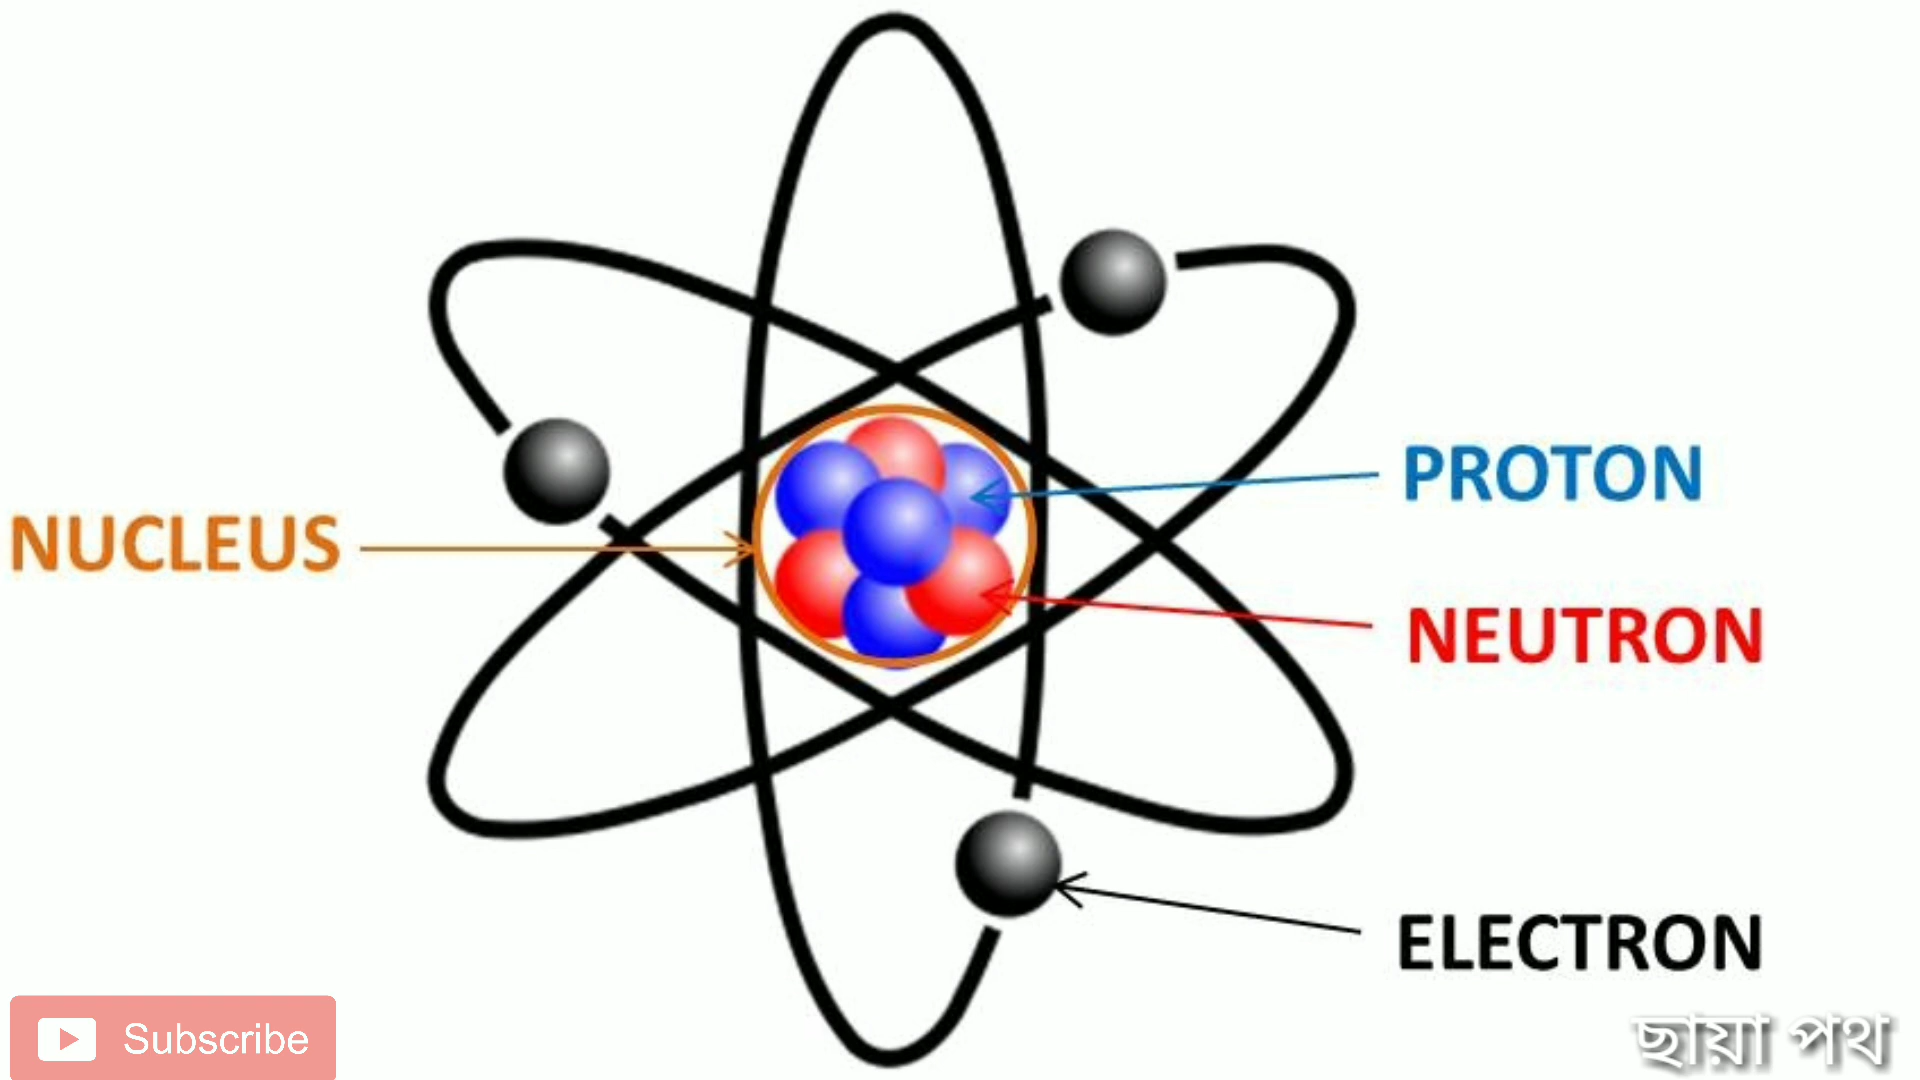 PROTON
NUCLEUS
NEUTRON
ELECTRON
Subscribe
ছায়া পথ